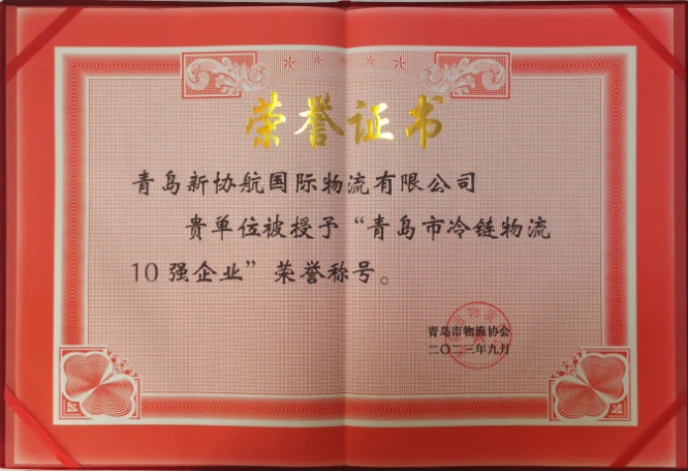 荣誉证书
青岛新协航国际物流有限公司
贵单位被授予“青岛市冷链物流
10强企业”荣誉称号。
青岛市物流协会
二〇二三年九月